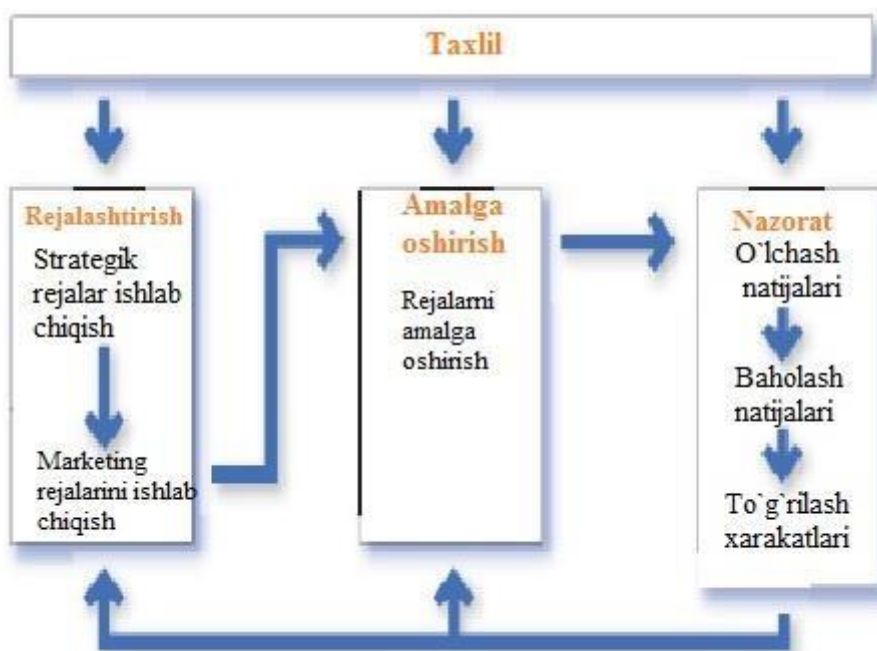 Taxlil
Rejalashtirish
Strategik
rejalar ishlab
chiqish
Marketing
rejalarini ishlab
chiqish
Amalga
oshirish
Rejalarni
amalga
oshirish
Nazorat
O`lchash
natijalari
Baholash
natijalari
To`g`rilash
xarakatlari